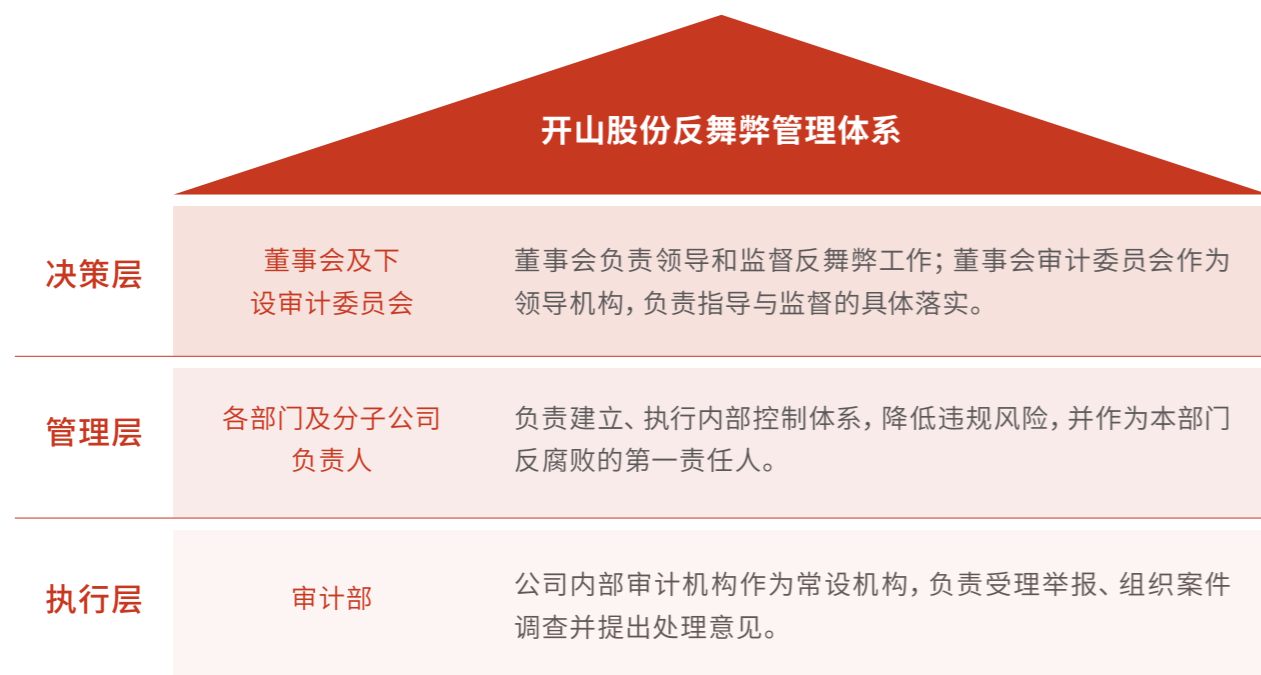 开山股份反舞弊管理体系
决策层
董事会及下
设审计委员会
董事会负责领导和监督反舞弊工作；董事会审计委员会作为
领导机构，负责指导与监督的具体落实。
管理层
各部门及分子公司
负责人
负责建立、执行内部控制体系，降低违规风险，并作为本部门
反腐败的第一责任人。
执行层
审计部
公司内部审计机构作为常设机构，负责受理举报、组织案件
调查并提出处理意见。